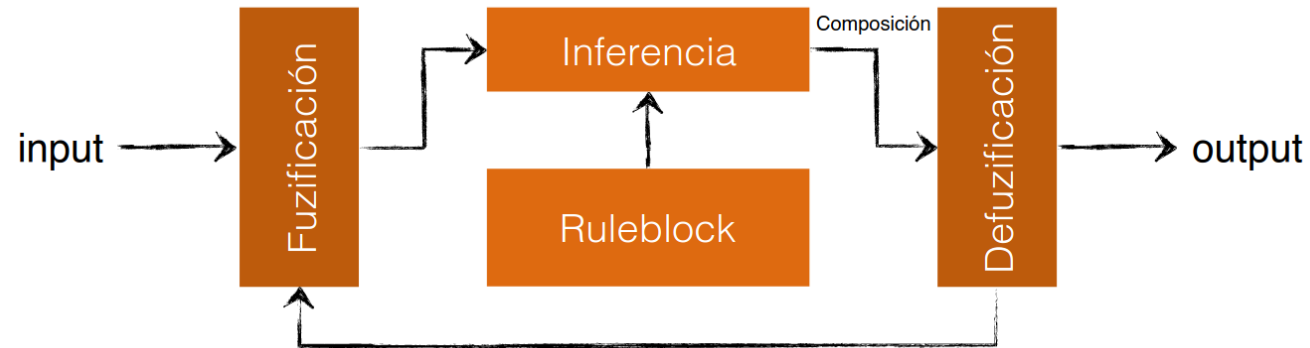 input
Fuzificación
Inferencia
Ruleblock
Composición
Defuzificación
output